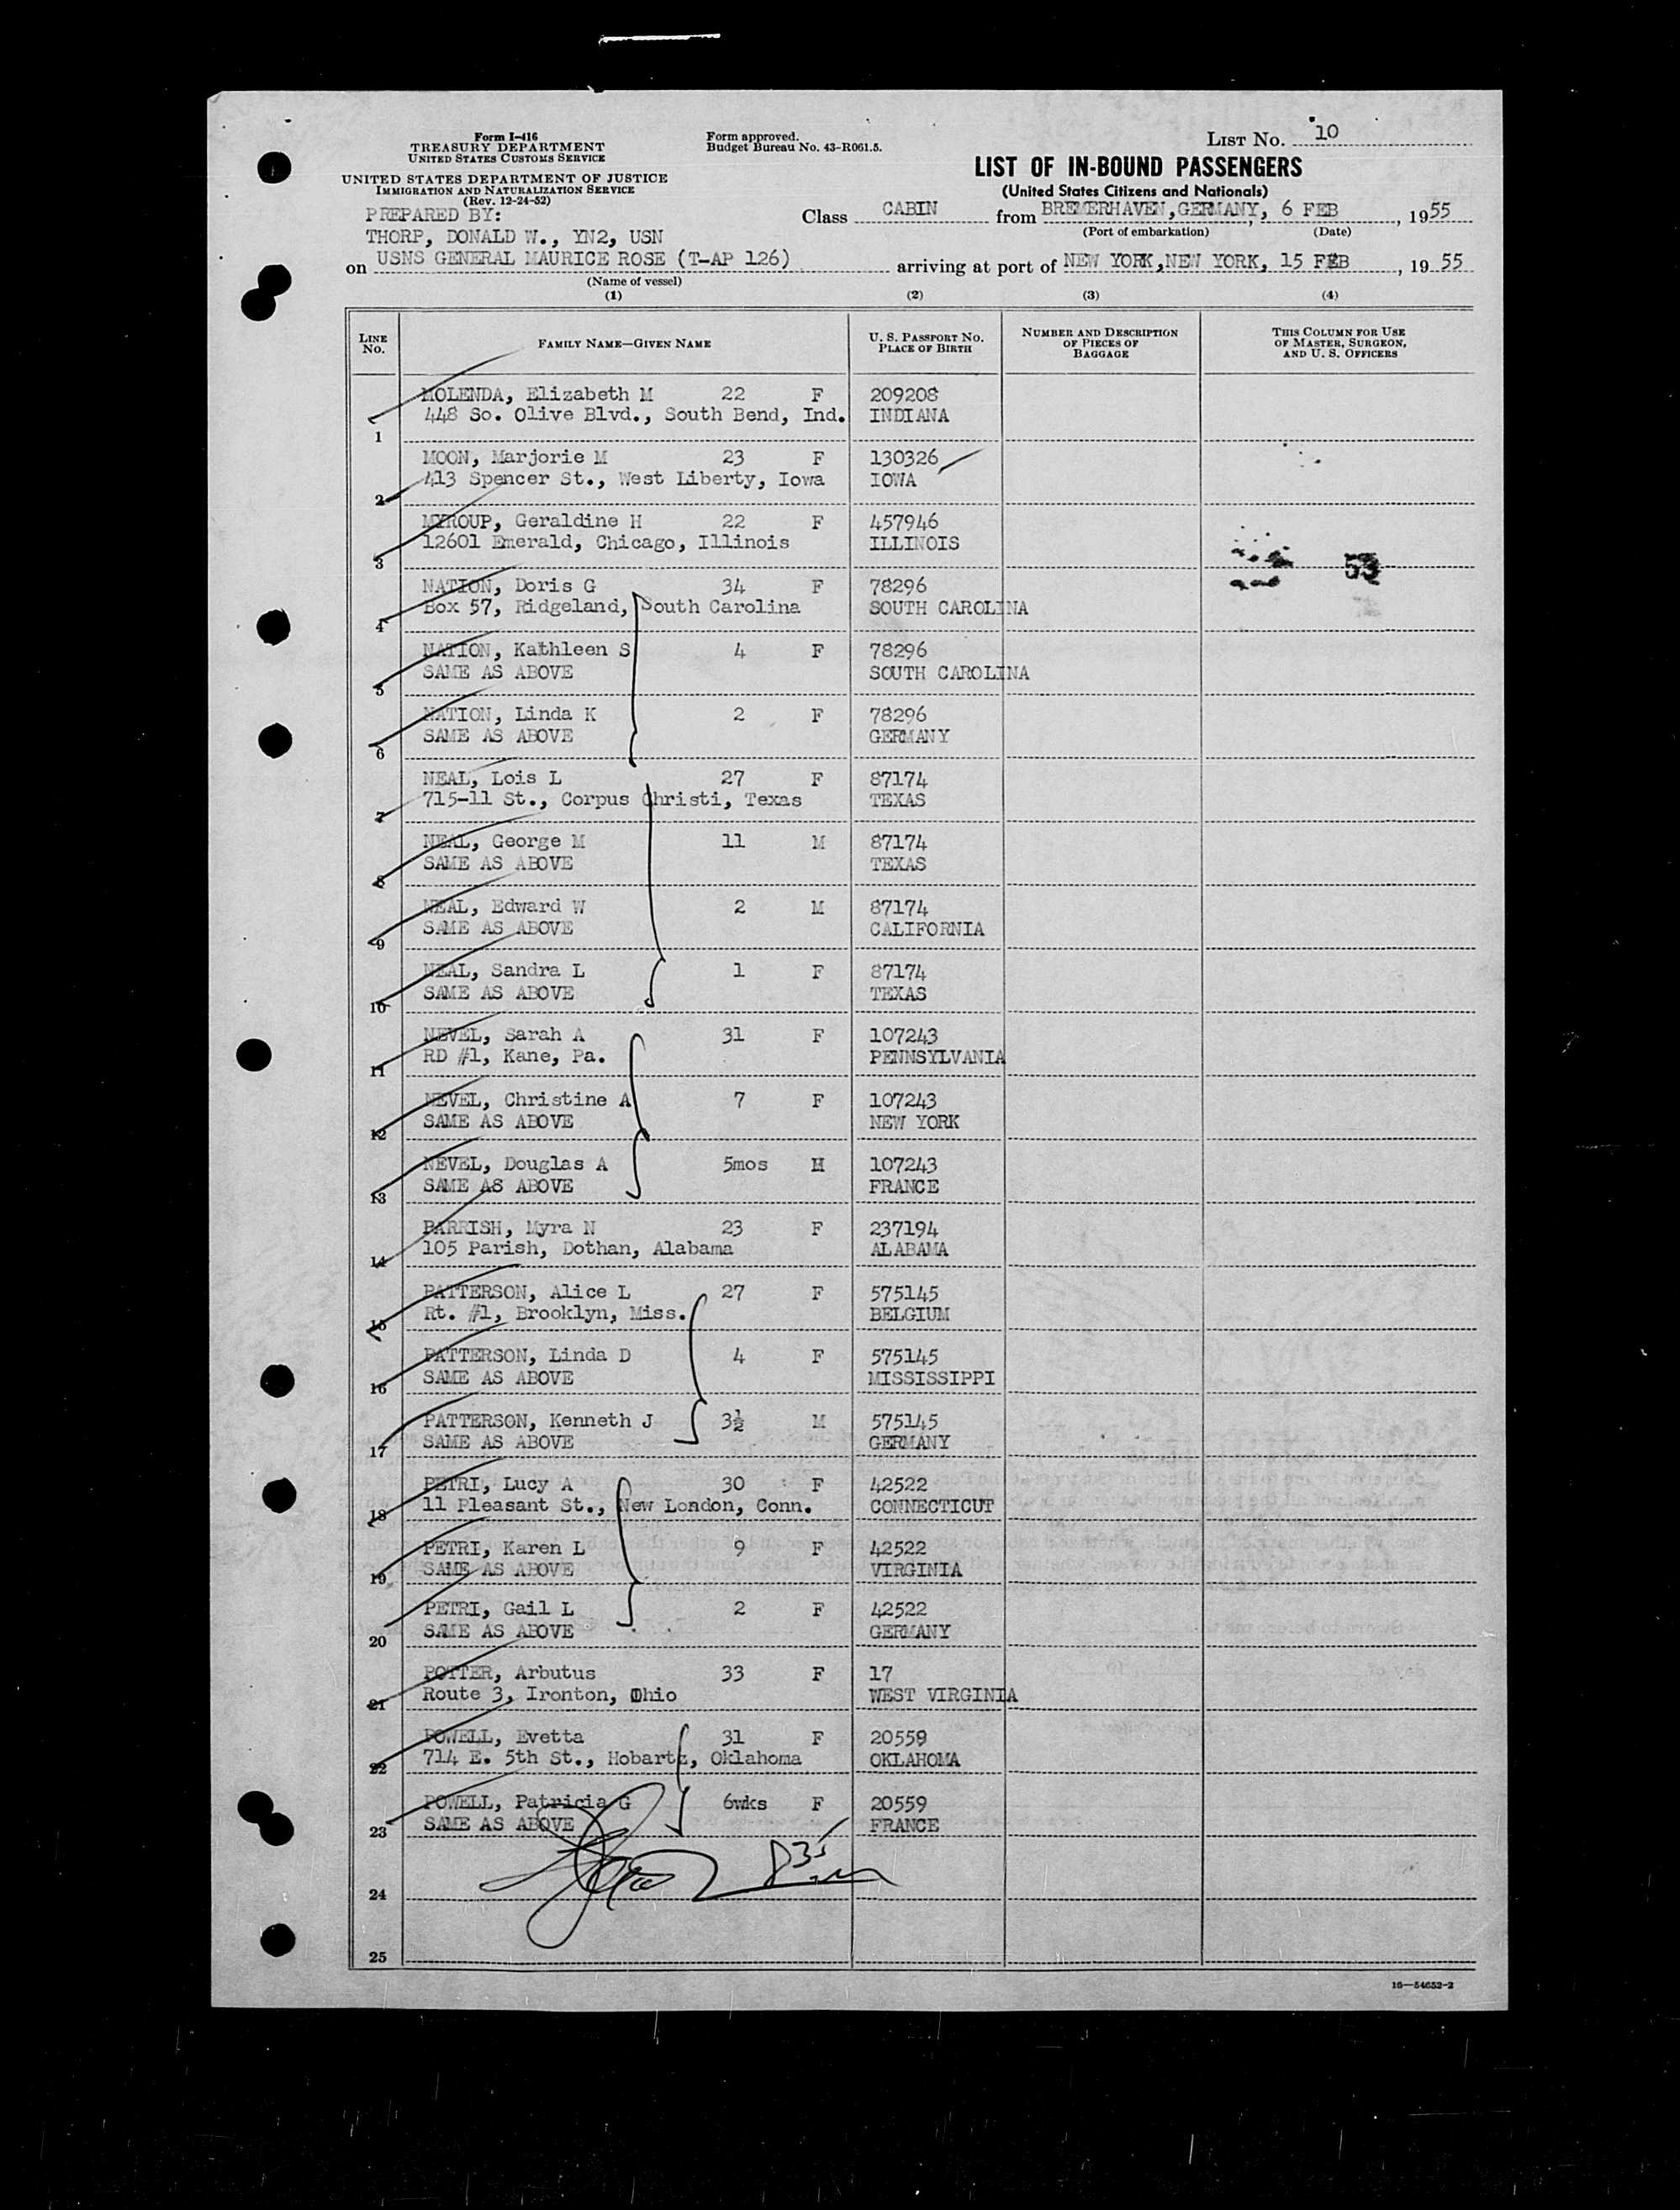 Form I-416
TREASURY DEPARTMENT
UNITED STATES CUSTOMS SERVICE
UNITED STATES DEPARTMENT OF JUSTICE
IMMIGRATION AND NATURALIZATION SERVICE
(Rev. 12-24-52)
Form approved.
Budget Bureau No. 43-R061.5.
LIST No. 10
LIST OF IN-BOUND PASSENGERS
(United States Citizens and Nationals)
PREPARED BY:
THORP, DONALD W., YN2, USN
Class CABIN from BREMERHAVEN, GERMANY, 6 FEB, 1955
(Port of embarkation) (Date)
on USNS GENERAL MAURICE ROSE (T-AP 126) arriving at port of NEW YORK, NEW YORK, 15 FEB, 1955
(Name of vessel)
(1) (2) (3) (4)
LINE No. FAMILY NAME—GIVEN NAME U. S. PASSPORT No. PLACE OF BIRTH NUMBER AND DESCRIPTION OF PIECES OF BAGGAGE THIS COLUMN FOR USE OF MASTER, SURGEON, AND U. S. OFFICERS
MOLENDA, Elizabeth M 22 F 209208
1 448 So. Olive Blvd., South Bend, Ind. INDIANA
MOON, Marjorie M 23 F 130326
2 413 Spencer St., West Liberty, Iowa IOWA
MYROUP, Geraldine H 22 F 457946
3 12601 Emerald, Chicago, Illinois ILLINOIS
53
NATION, Doris G 34 F 78296
4 Box 57, Ridgeland, South Carolina SOUTH CAROLINA
NATION, Kathleen S 4 F 78296
5 SAME AS ABOVE SOUTH CAROLINA
NATION, Linda K 2 F 78296
6 SAME AS ABOVE GERMANY
NEAL, Lois L 27 F 87174
7 715-11 St., Corpus Christi, Texas TEXAS
NEAL, George M 11 M 87174
8 SAME AS ABOVE TEXAS
NEAL, Edward W 2 M 87174
9 SAME AS ABOVE CALIFORNIA
NEAL, Sandra L 1 F 87174
10 SAME AS ABOVE TEXAS
NEVEL, Sarah A 31 F 107243
11 RD #1, Kane, Pa. PENNSYLVANIA
NEVEL, Christine A 7 F 107243
12 SAME AS ABOVE NEW YORK
NEVEL, Douglas A 5mos M 107243
13 SAME AS ABOVE FRANCE
PARRISH, Myra N 23 F 237194
14 105 Parish, Dothan, Alabama ALABAMA
PATTERSON, Alice L 27 F 575145
15 Rt. #1, Brooklyn, Miss. BELGIUM
PATTERSON, Linda D 4 F 575145
16 SAME AS ABOVE MISSISSIPPI
PATTERSON, Kenneth J 3½ M 575145
17 SAME AS ABOVE GERMANY
PETRI, Lucy A 30 F 42522
18 11 Pleasant St., New London, Conn. CONNECTICUT
PETRI, Karen L 9 F 42522
19 SAME AS ABOVE VIRGINIA
PETRI, Gail L 2 F 42522
20 SAME AS ABOVE GERMANY
POTTER, Arbutus 33 F 17
21 Route 3, Ironton, Ohio WEST VIRGINIA
POWELL, Evetta 31 F 20559
22 714 E. 5th St., Hobart, Oklahoma OKLAHOMA
POWELL, Patricia G 6wks F 20559
23 SAME AS ABOVE FRANCE
24
25
16—54652-2